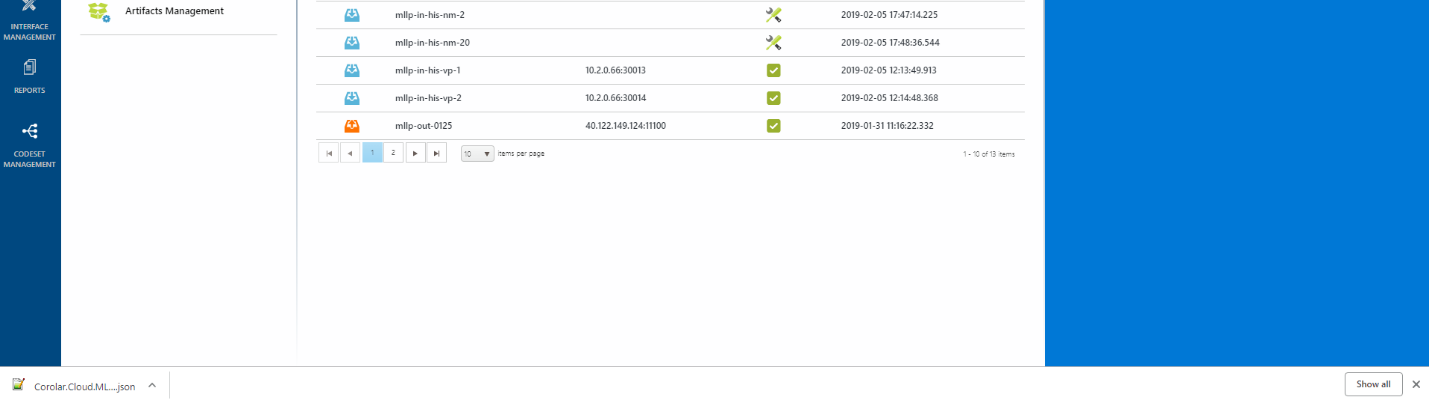 INTERFACE
MANAGEMENT
REPORTS
CODESET
MANAGEMENT
Artifacts Management
mllp-in-his-nm-2 2019-02-05 17:47:14.225
mllp-in-his-nm-20 2019-02-05 17:48:36.544
mllp-in-his-vp-1 10.2.0.66:30013 2019-02-05 12:13:49.913
mllp-in-his-vp-2 10.2.0.66:30014 2019-02-05 12:14:48.368
mllp-out-0125 40.122.149.124:11100 2019-01-31 11:16:22.332
1 2 10 items per page 1 - 10 of 13 items
Corolar.Cloud.ML....json Show all